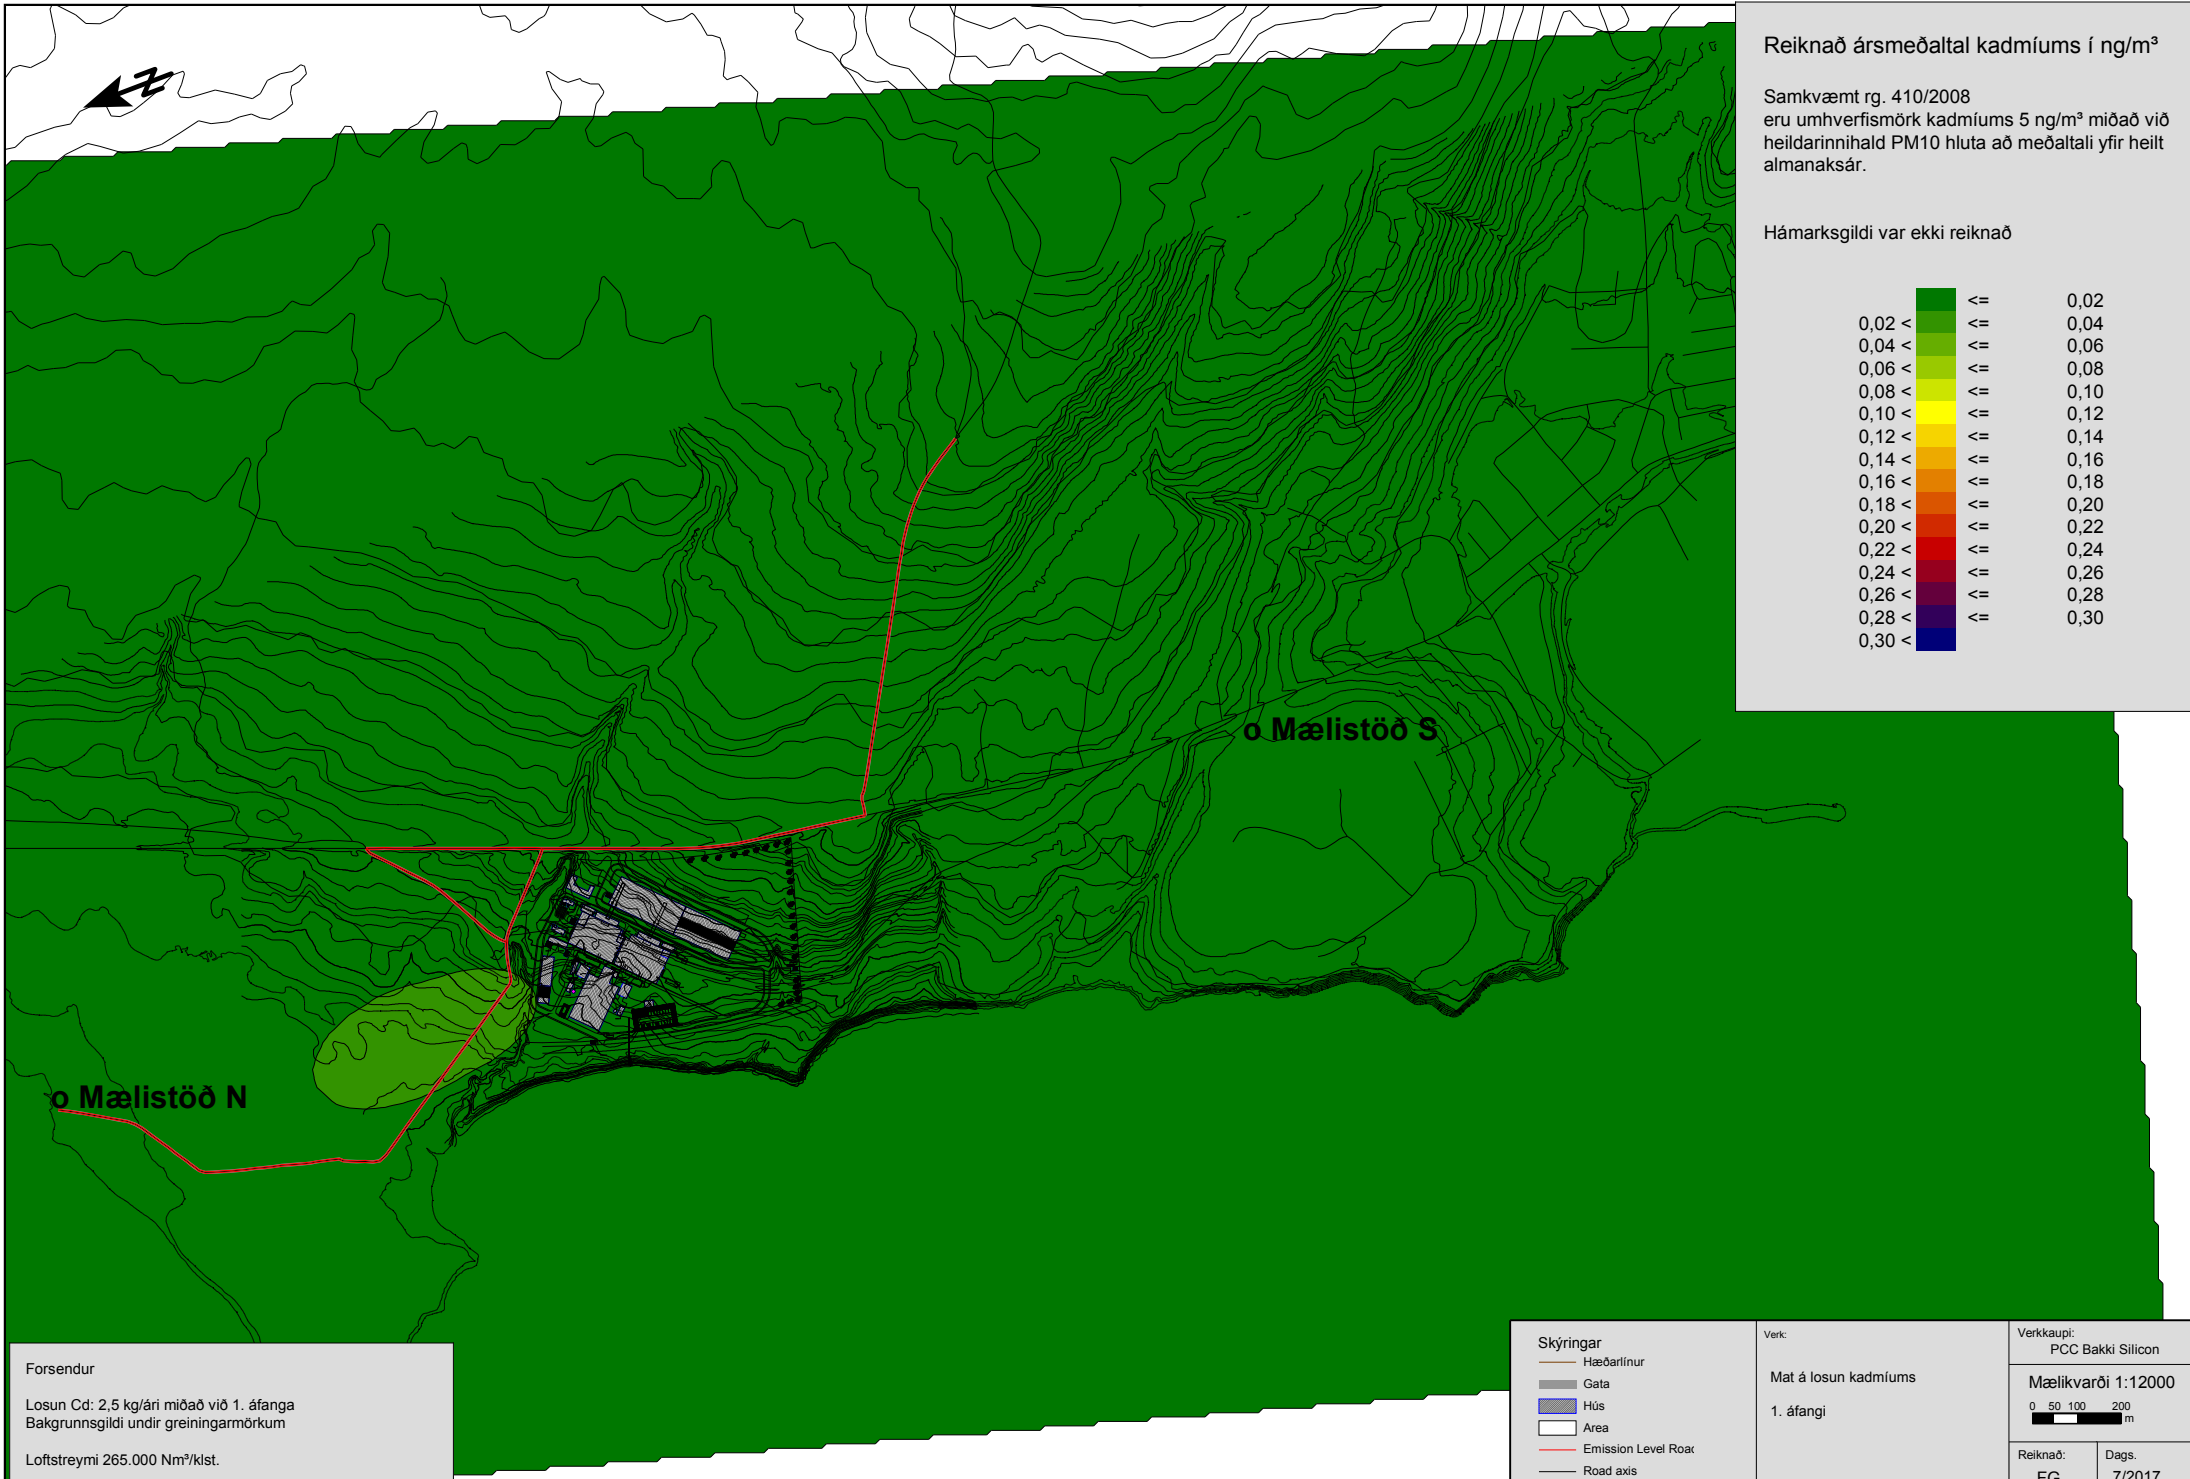 Reiknað ársmeðaltal kadmíums í ng/m³
Samkvæmt rg. 410/2008
eru umhverfismörk kadmíums 5 ng/m³ miðað við
heildarinnihald PM10 hluta að meðaltali yfir heilt
almanaksár.
Hámarksgildi var ekki reiknað
<= 0,02
0,02 < <= 0,04
0,04 < <= 0,06
0,06 < <= 0,08
0,08 < <= 0,10
0,10 < <= 0,12
0,12 < <= 0,14
0,14 < <= 0,16
0,16 < <= 0,18
0,18 < <= 0,20
0,20 < <= 0,22
0,22 < <= 0,24
0,24 < <= 0,26
0,26 < <= 0,28
0,28 < <= 0,30
0,30 <
N
o Mælistöð S
o Mælistöð N
Forsendur
Losun Cd: 2,5 kg/ári miðað við 1. áfanga
Bakgrunnsgildi undir greiningarmörkum
Loftstreymi 265.000 Nm³/klst.
Skýringar
Hæðarlínur
Gata
Hús
Area
Emission Level Road
Road axis
Verk:
Mat á losun kadmíums
1. áfangi
Verkkaupi:
PCC Bakki Silicon
Mælikvarði 1:12000
0 50 100 200
m
Reiknað:
EG
Dags.
7/2017